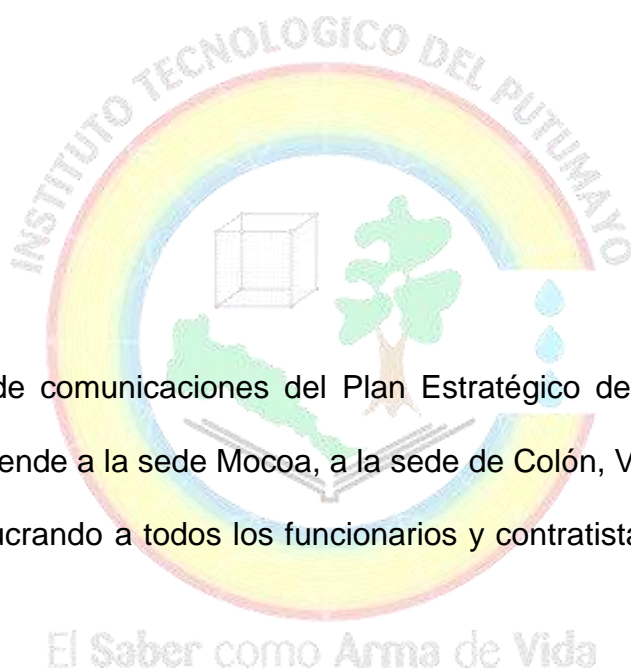 INSTITUTO TECNOLOGICO DEL PUTUMAYO
de comunicaciones del Plan Estratégico de
ende a la sede Mocoa, a la sede de Colón, V
ucrando a todos los funcionarios y contratista
El Saber como Arma de Vida